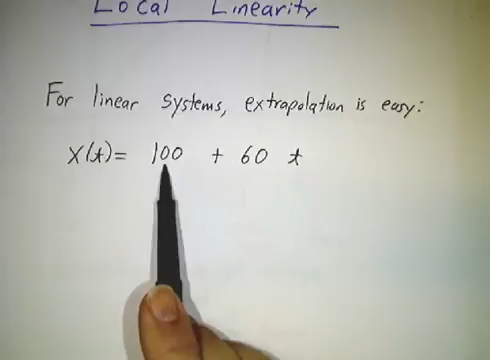 Local Linearity
For linear systems, extrapolation is easy:
x(t) = 100 + 60 t